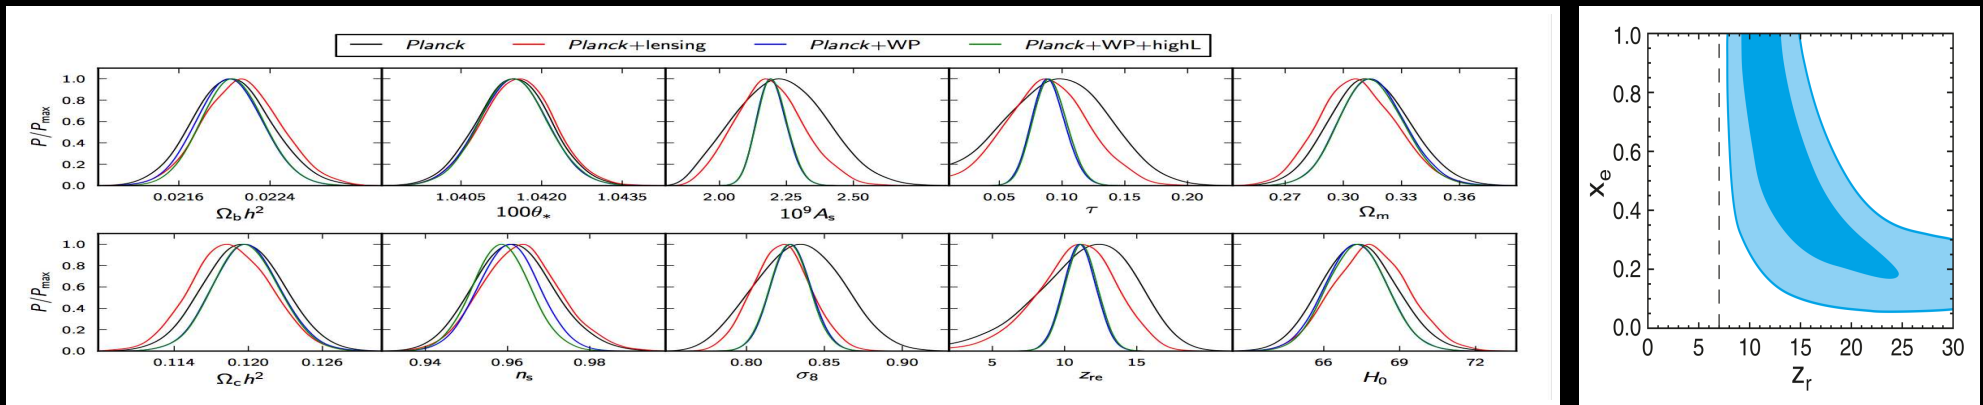 Planck Planck+lensing Planck+WP Planck+WP+highL
P/Pmax
1.0
0.8
0.6
0.4
0.2
0.0
0.0216 0.0224
Ω_b h²
1.0405 1.0420 1.0435
100θ_*
2.00 2.25 2.50
10⁹A_s
0.05 0.10 0.15 0.20
τ
0.27 0.30 0.33 0.36
Ω_m
P/Pmax
1.0
0.8
0.6
0.4
0.2
0.0
0.114 0.120 0.126
Ω_c h²
0.94 0.96 0.98
n_s
0.80 0.85 0.90
σ₈
5 10 15
z_re
66 69 72
H₀
x_e
1.0
0.8
0.6
0.4
0.2
0.0
0 5 10 15 20 25 30
z_r